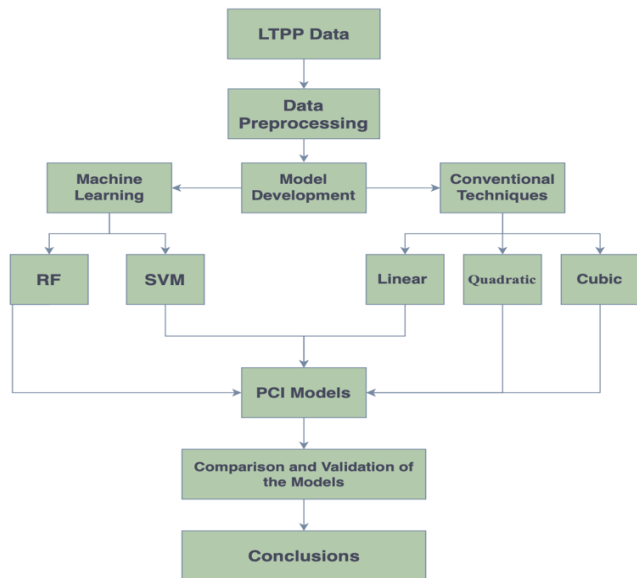 LTPP Data
Data
Preprocessing
Machine
Learning
Model
Development
Conventional
Techniques
RF
SVM
Linear
Quadratic
Cubic
PCI Models
Comparison and Validation of
the Models
Conclusions